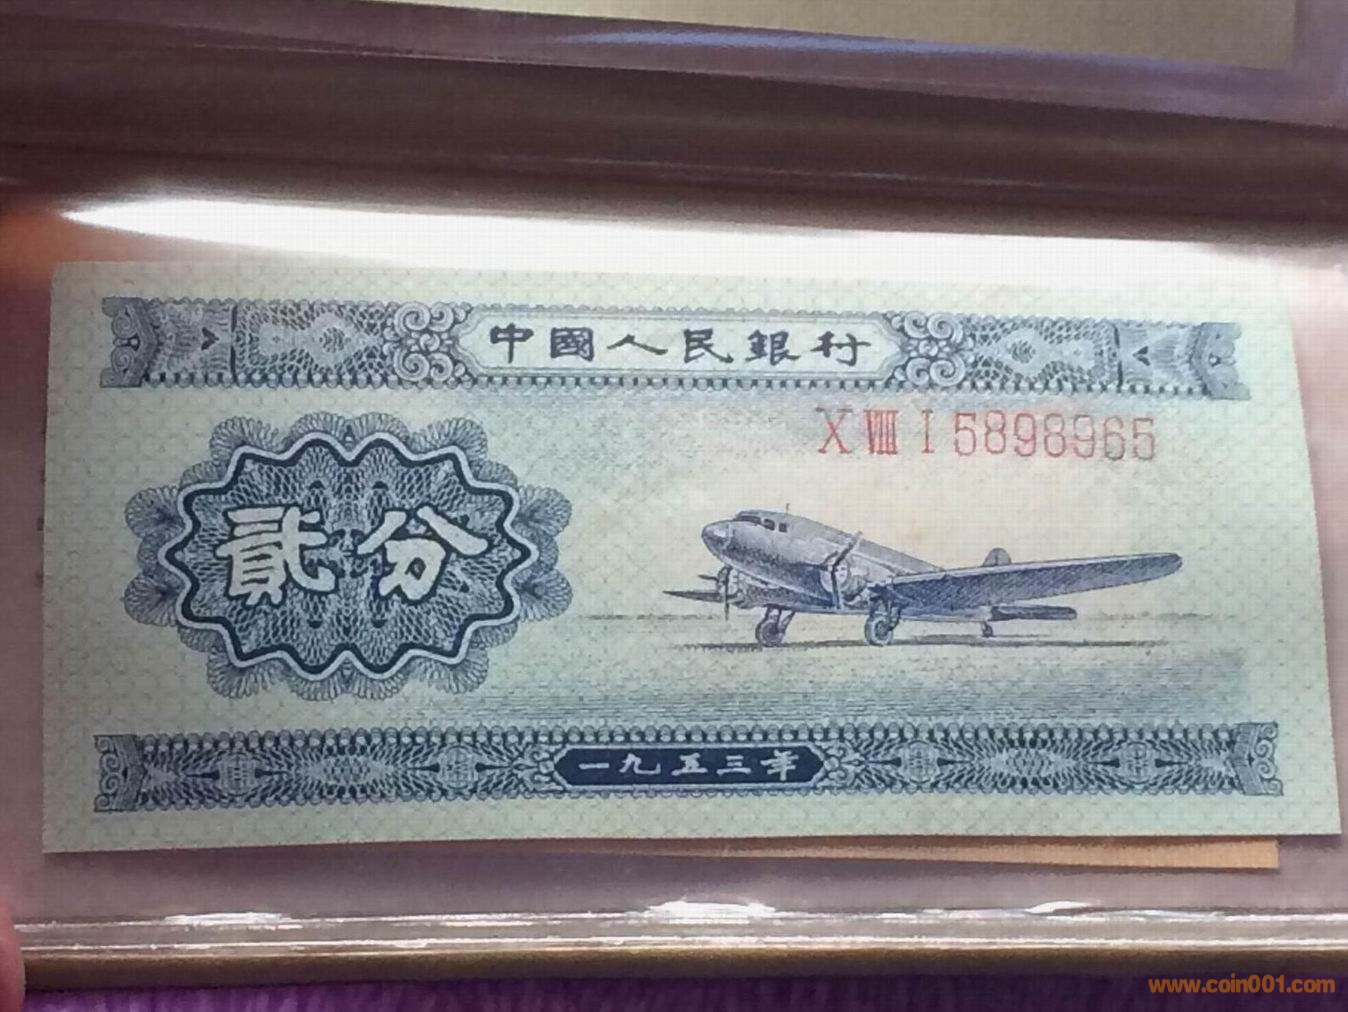 中國人民銀行
X VIII I 5898965
貳分
一九五三年
www.coin001.com